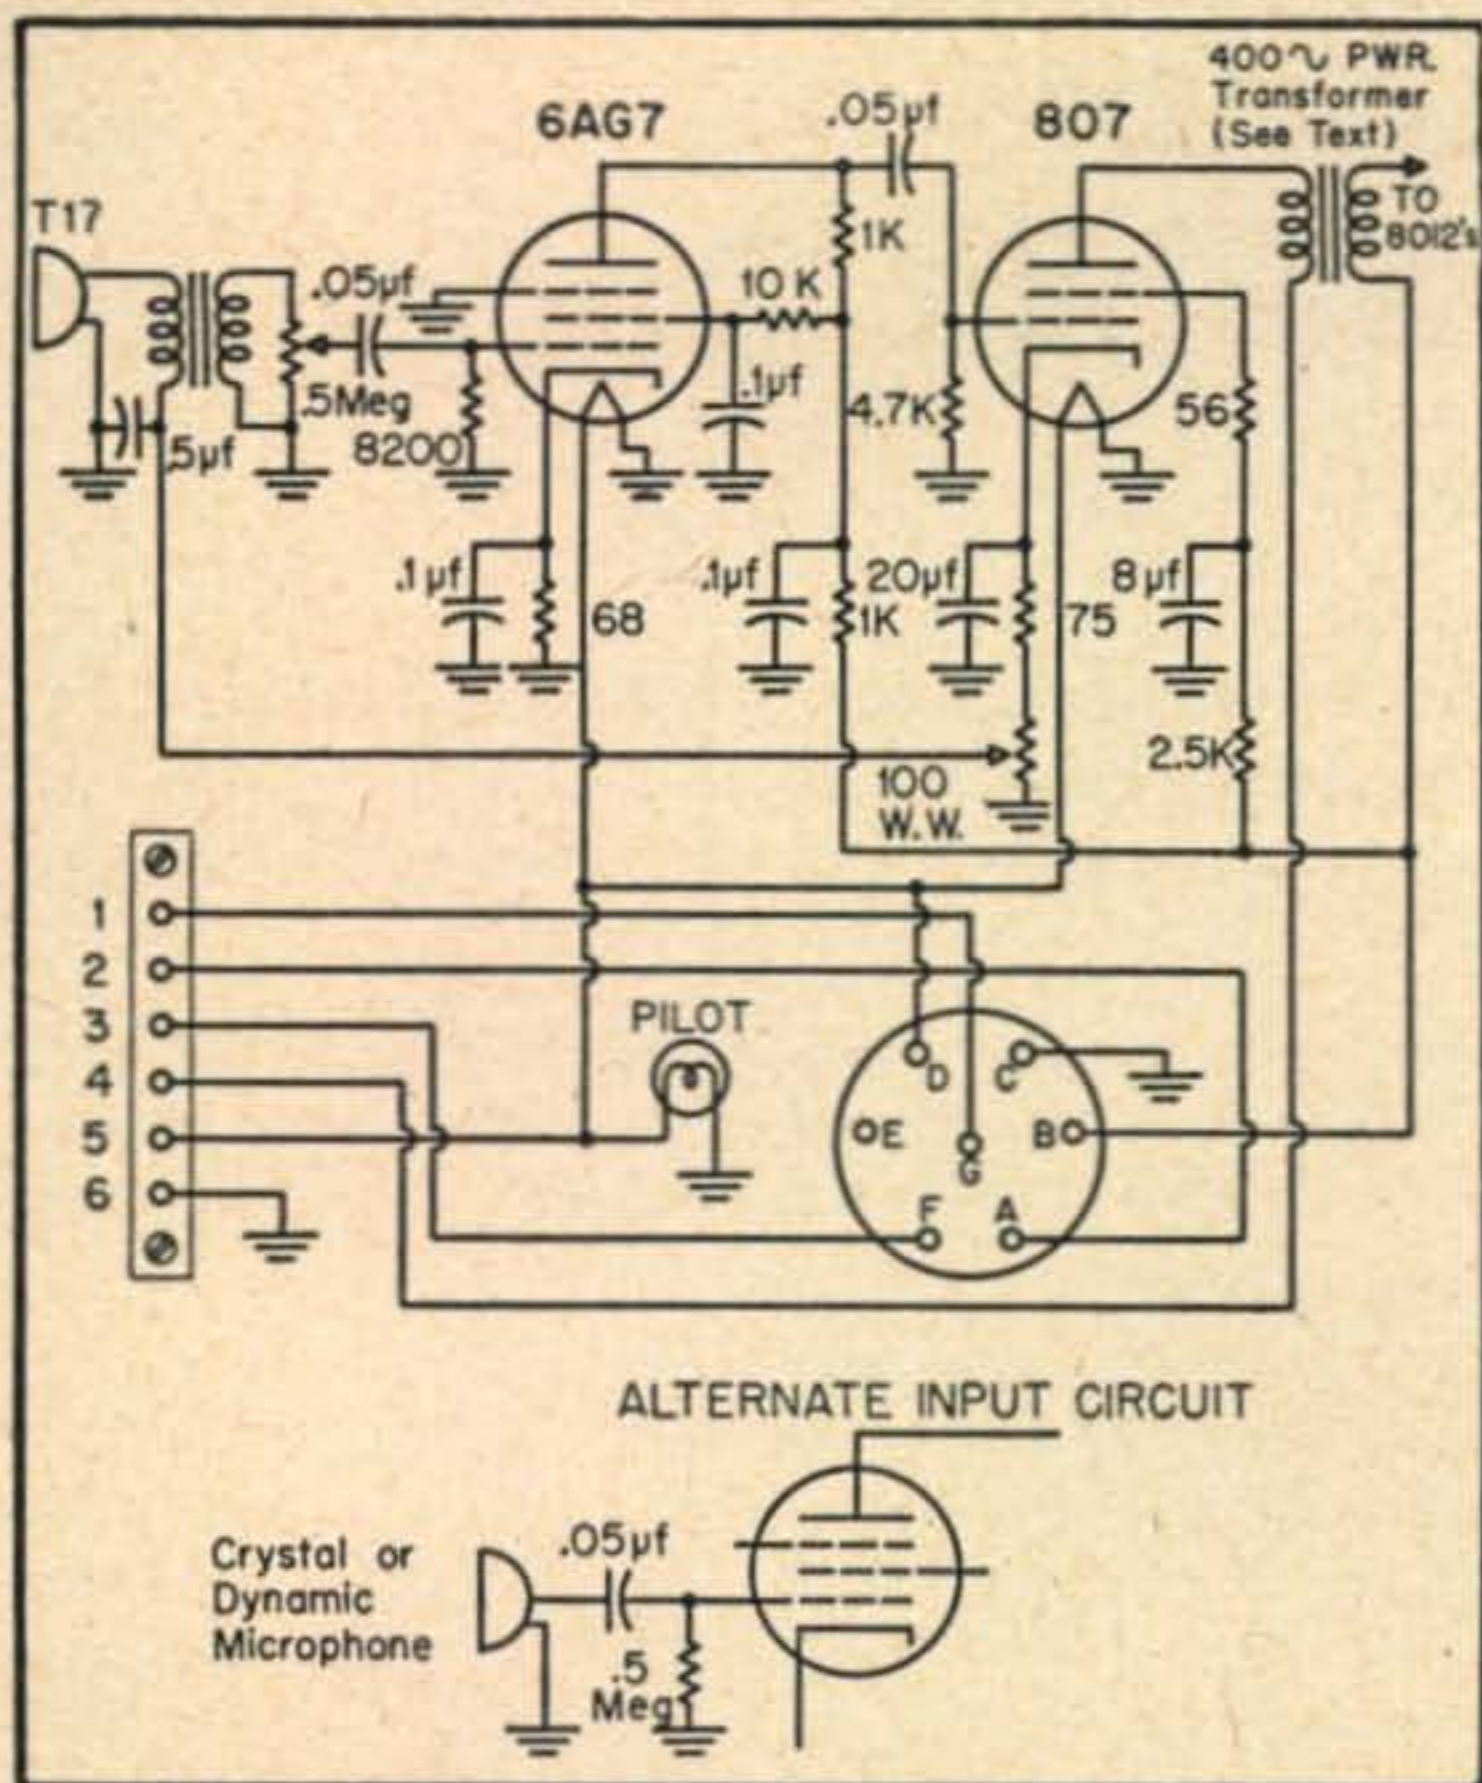 400~ PWR.
Transformer
(See Text)
6AG7
.05µf
807
T17
TO
8012's
1K
.05µf
10 K
.1µf
.5Meg
4.7K
56
.5µf
8200
.1µf
68
.1µf
1K
20µf
75
8µf
100
W.W.
2.5K
1
2
3
4
5
6
PILOT
D
C
E
G
B
F
A
ALTERNATE INPUT CIRCUIT
Crystal or
Dynamic
Microphone
.05µf
.5
Meg